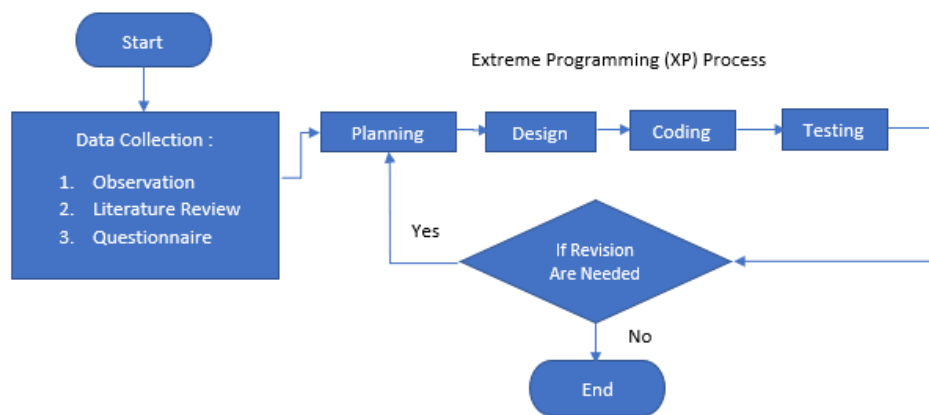 Start
Extreme Programming (XP) Process
Data Collection :
1. Observation
2. Literature Review
3. Questionnaire
Planning
Design
Coding
Testing
Yes
If Revision
Are Needed
No
End